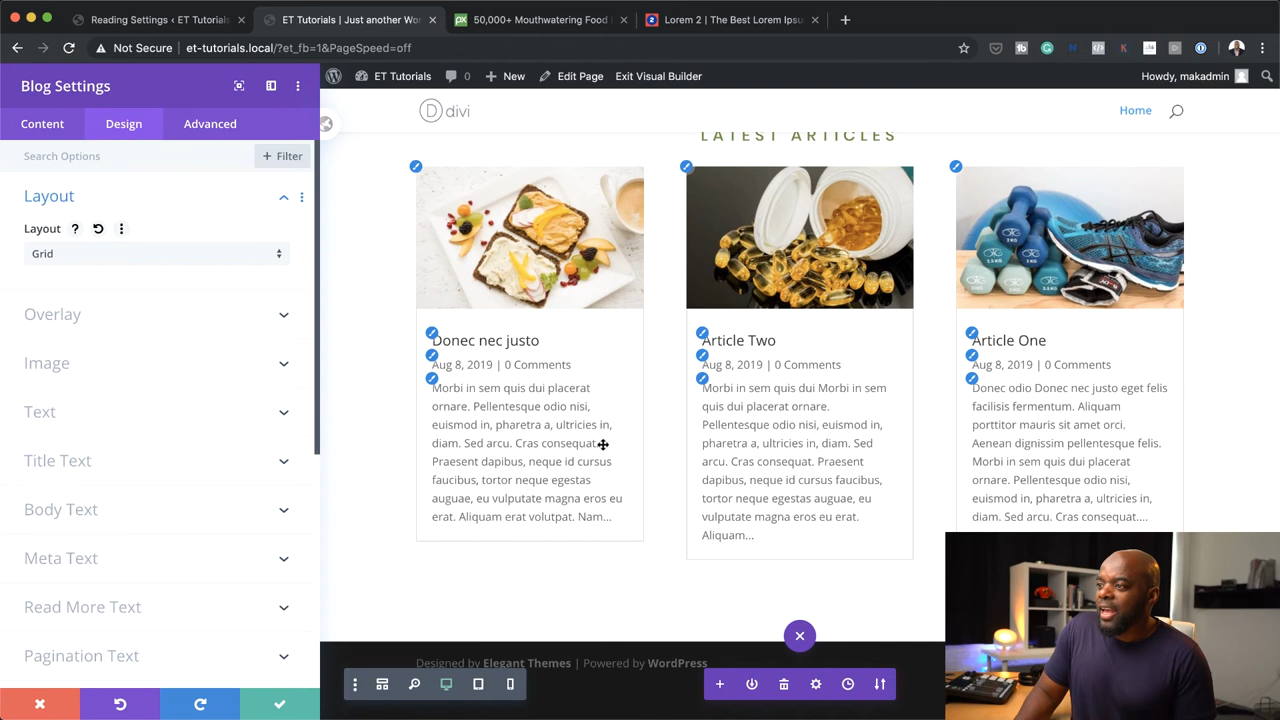 Reading Settings ‹ ET Tutorials
ET Tutorials | Just another Wo
50,000+ Mouthwatering Food
Lorem 2 | The Best Lorem Ipsu
Not Secure
et-tutorials.local/?et_fb=1&PageSpeed=off
Blog Settings
Content
Design
Advanced
Search Options
+ Filter
Layout
Layout
Grid
Overlay
Image
Text
Title Text
Body Text
Meta Text
Read More Text
Pagination Text
ET Tutorials
0
New
Edit Page
Exit Visual Builder
Howdy, makadmin
D divi
Home
LATEST ARTICLES
Donec nec justo
Aug 8, 2019 | 0 Comments
Morbi in sem quis dui placerat
ornare. Pellentesque odio nisi,
euismod in, pharetra a, ultricies in,
diam. Sed arcu. Cras consequat.
Praesent dapibus, neque id cursus
faucibus, tortor neque egestas
auguae, eu vulputate magna eros eu
erat. Aliquam erat volutpat. Nam...
Article Two
Aug 8, 2019 | 0 Comments
Morbi in sem quis dui Morbi in sem
quis dui placerat ornare.
Pellentesque odio nisi, euismod in,
pharetra a, ultricies in, diam. Sed
arcu. Cras consequat. Praesent
dapibus, neque id cursus faucibus,
tortor neque egestas auguae, eu
vulputate magna eros eu erat.
Aliquam...
Article One
Aug 8, 2019 | 0 Comments
Donec odio Donec nec justo eget felis
facilisis fermentum. Aliquam
porttitor mauris sit amet orci.
Aenean dignissim pellentesque felis.
Morbi in sem quis dui placerat
ornare. Pellentesque odio nisi,
euismod in, pharetra a, ultricies in,
diam. Sed arcu. Cras consequat....
Designed by Elegant Themes | Powered by WordPress